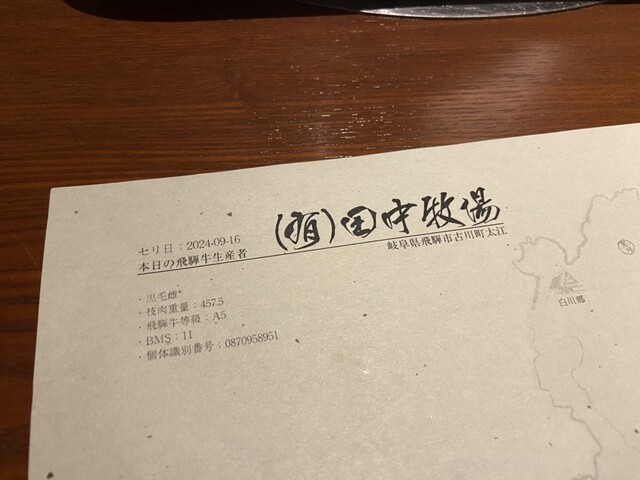 セリ日：2024-09-16
本日の飛騨牛生産者
(有)田中牧場
岐阜県飛騨市古川町太江
・黒毛雌
・枝肉重量：457.5
・飛騨牛等級：A5
・BMS：11
・個体識別番号：0870958951
白川郷